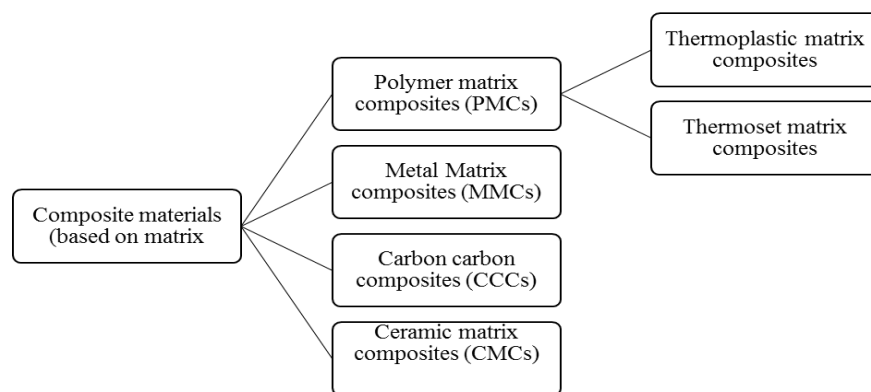 Composite materials
(based on matrix
Polymer matrix
composites (PMCs)
Metal Matrix
composites (MMCs)
Carbon carbon
composites (CCCs)
Ceramic matrix
composites (CMCs)
Thermoplastic matrix
composites
Thermoset matrix
composites